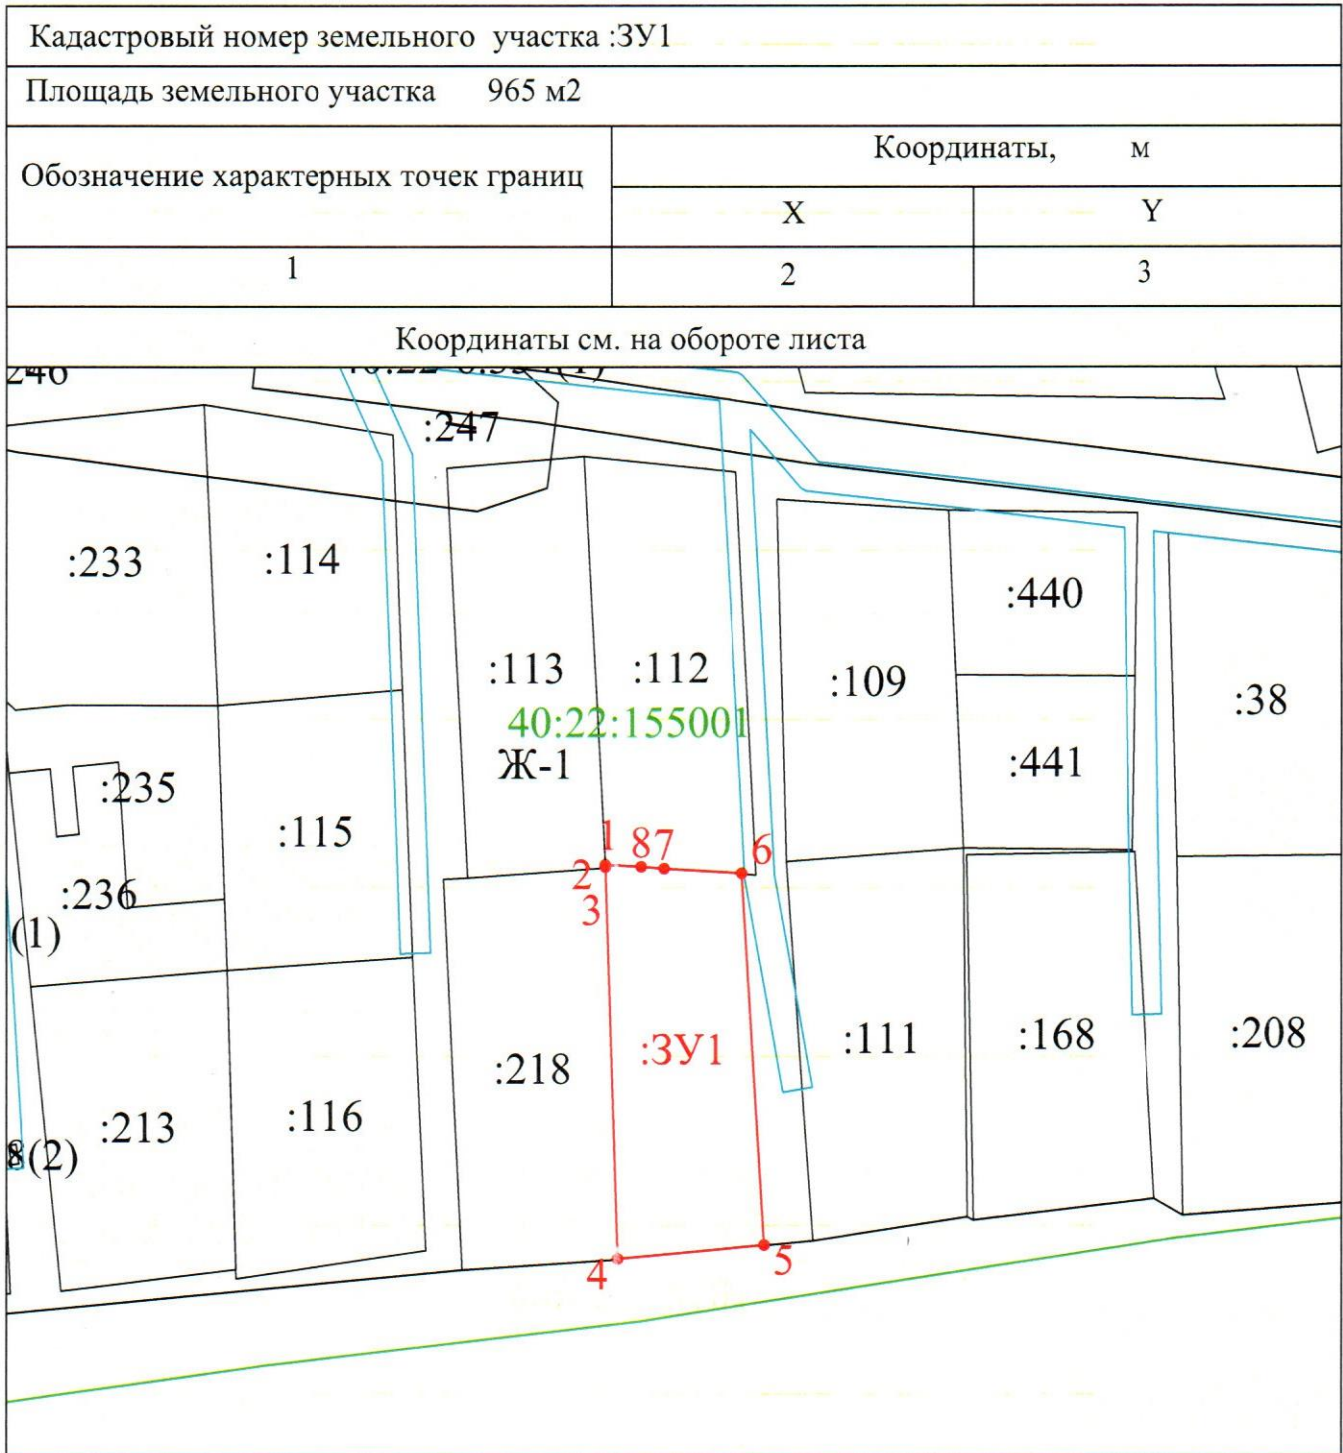 Кадастровый номер земельного участка :ЗУ1
Площадь земельного участка 965 м2
Обозначение характерных точек границ
Координаты, м
X Y
1 2 3
Координаты см. на обороте листа
:247
:233 :114
:440
:113 :112 :109 :38
40:22:155001
Ж-1 :441
:235
:115
1 8 7 6
2
:236
3
(1)
:ЗУ1
:111 :168 :208
:218
:213 :116
8(2)
4 5